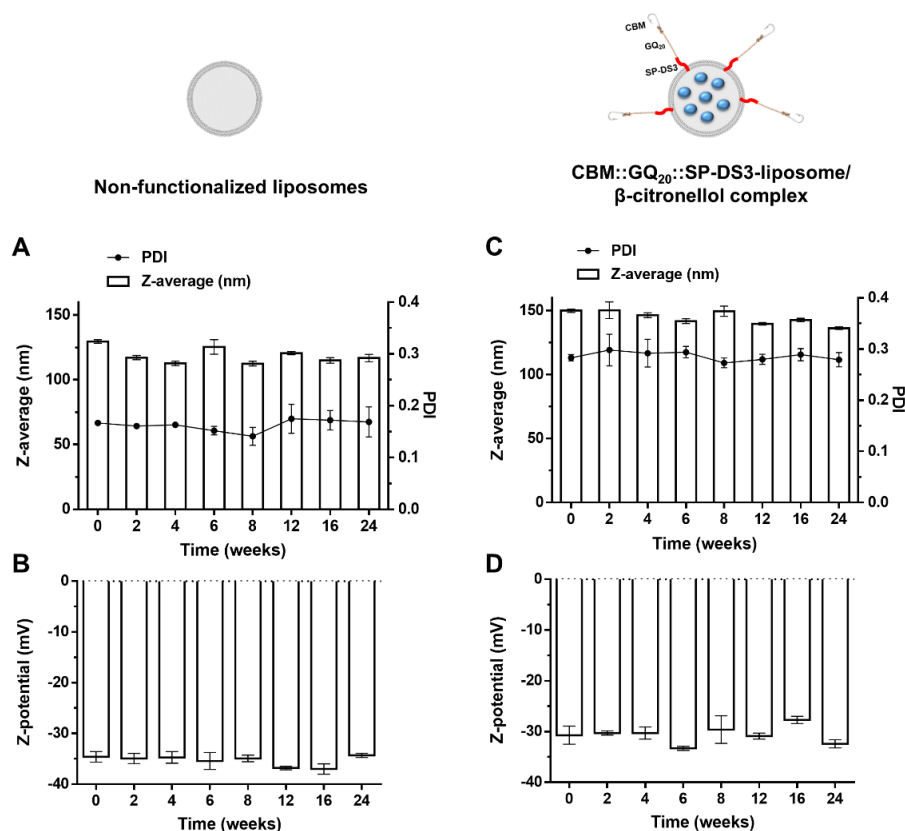 CBM
GQ20
SP-DS3
Non-functionalized liposomes
CBM::GQ20::SP-DS3-liposome/
β-citronellol complex
A
PDI
Z-average (nm)
Z-average (nm)
150
100
50
0
PDI
0.4
0.3
0.2
0.1
0.0
0 2 4 6 8 12 16 24
Time (weeks)
C
PDI
Z-average (nm)
Z-average (nm)
150
100
50
0
PDI
0.4
0.3
0.2
0.1
0.0
0 2 4 6 8 12 16 24
Time (weeks)
B
Z-potential (mV)
0
-10
-20
-30
-40
0 2 4 6 8 12 16 24
Time (weeks)
D
Z-potential (mV)
0
-10
-20
-30
-40
0 2 4 6 8 12 16 24
Time (weeks)